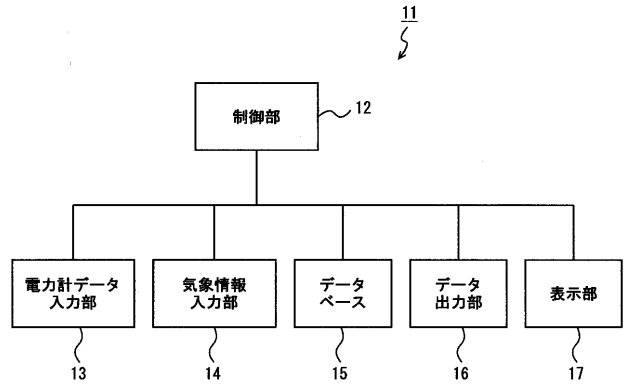 11
制御部
12
電力計データ
入力部
気象情報
入力部
データ
ベース
データ
出力部
表示部
13
14
15
16
17